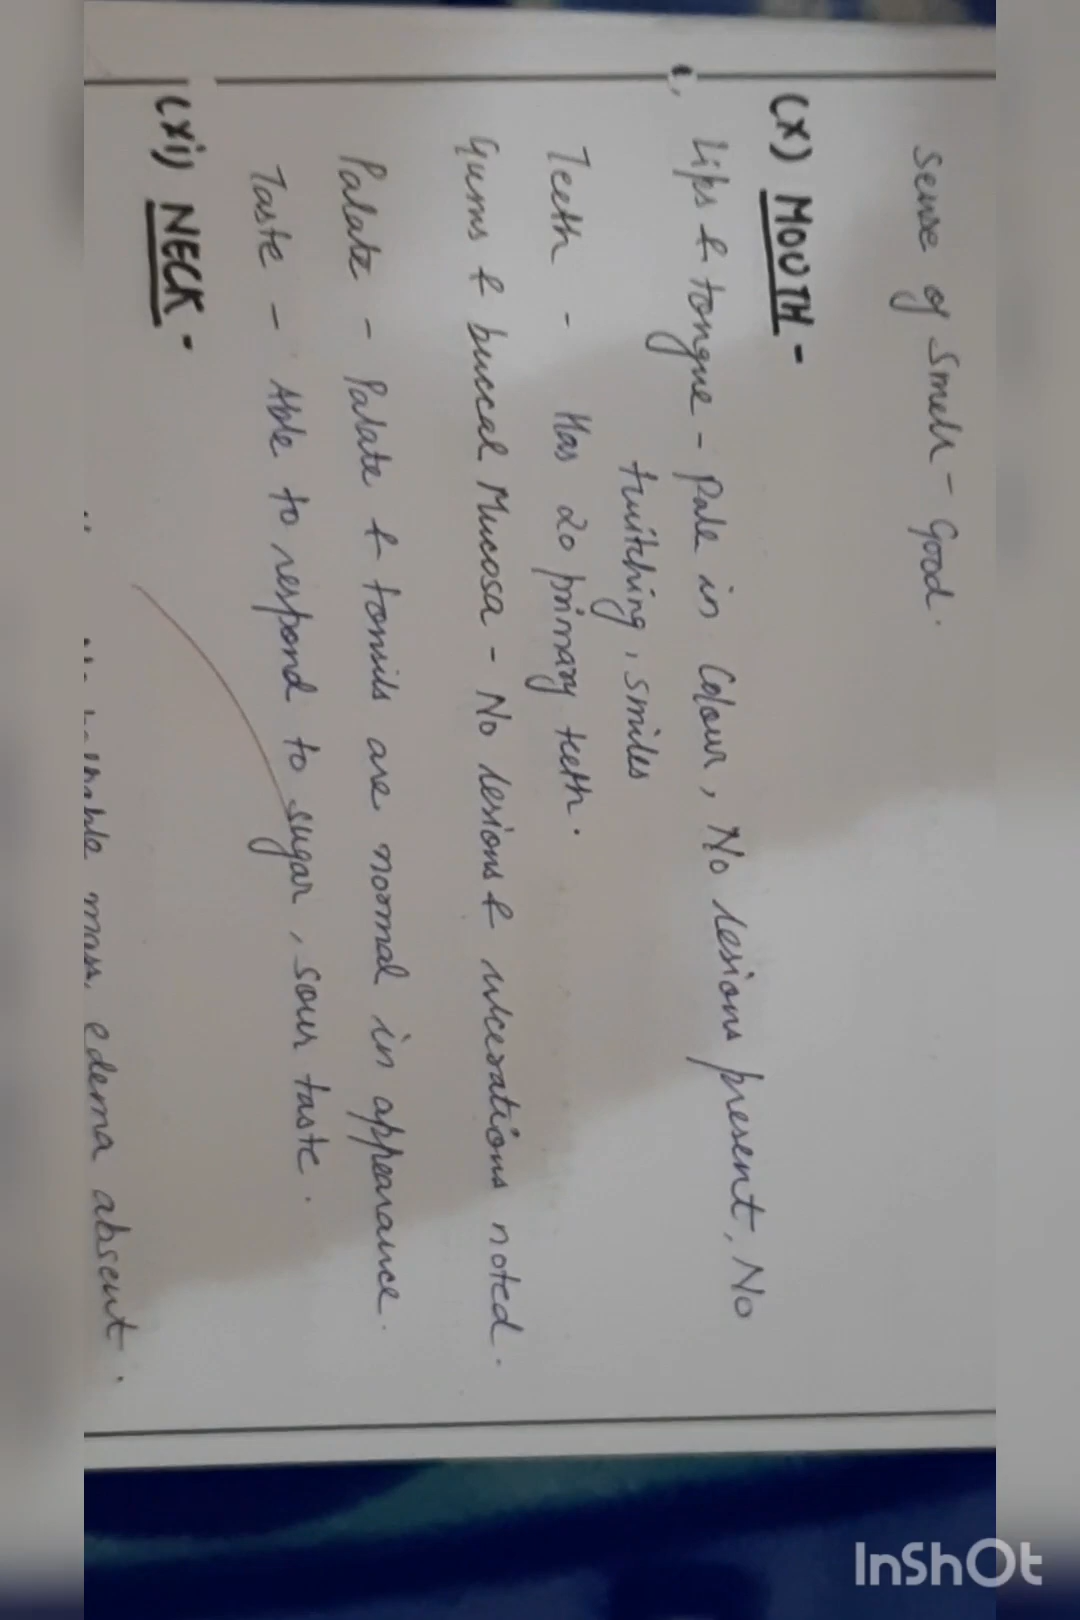 Sense of Smell - Good.
(X) MOUTH -
Lips & tongue - Pale in Colour, No lesions present, No
twitching, smiles
Teeth - Has 20 primary teeth.
Gums & buccal Mucosa - No lesions & ulcerations noted.
Palate - Palate & tonsils are normal in appearance.
Taste - Able to respond to sugar, sour taste.
(Xi) NECK -
mass, edema absent.
InShOt